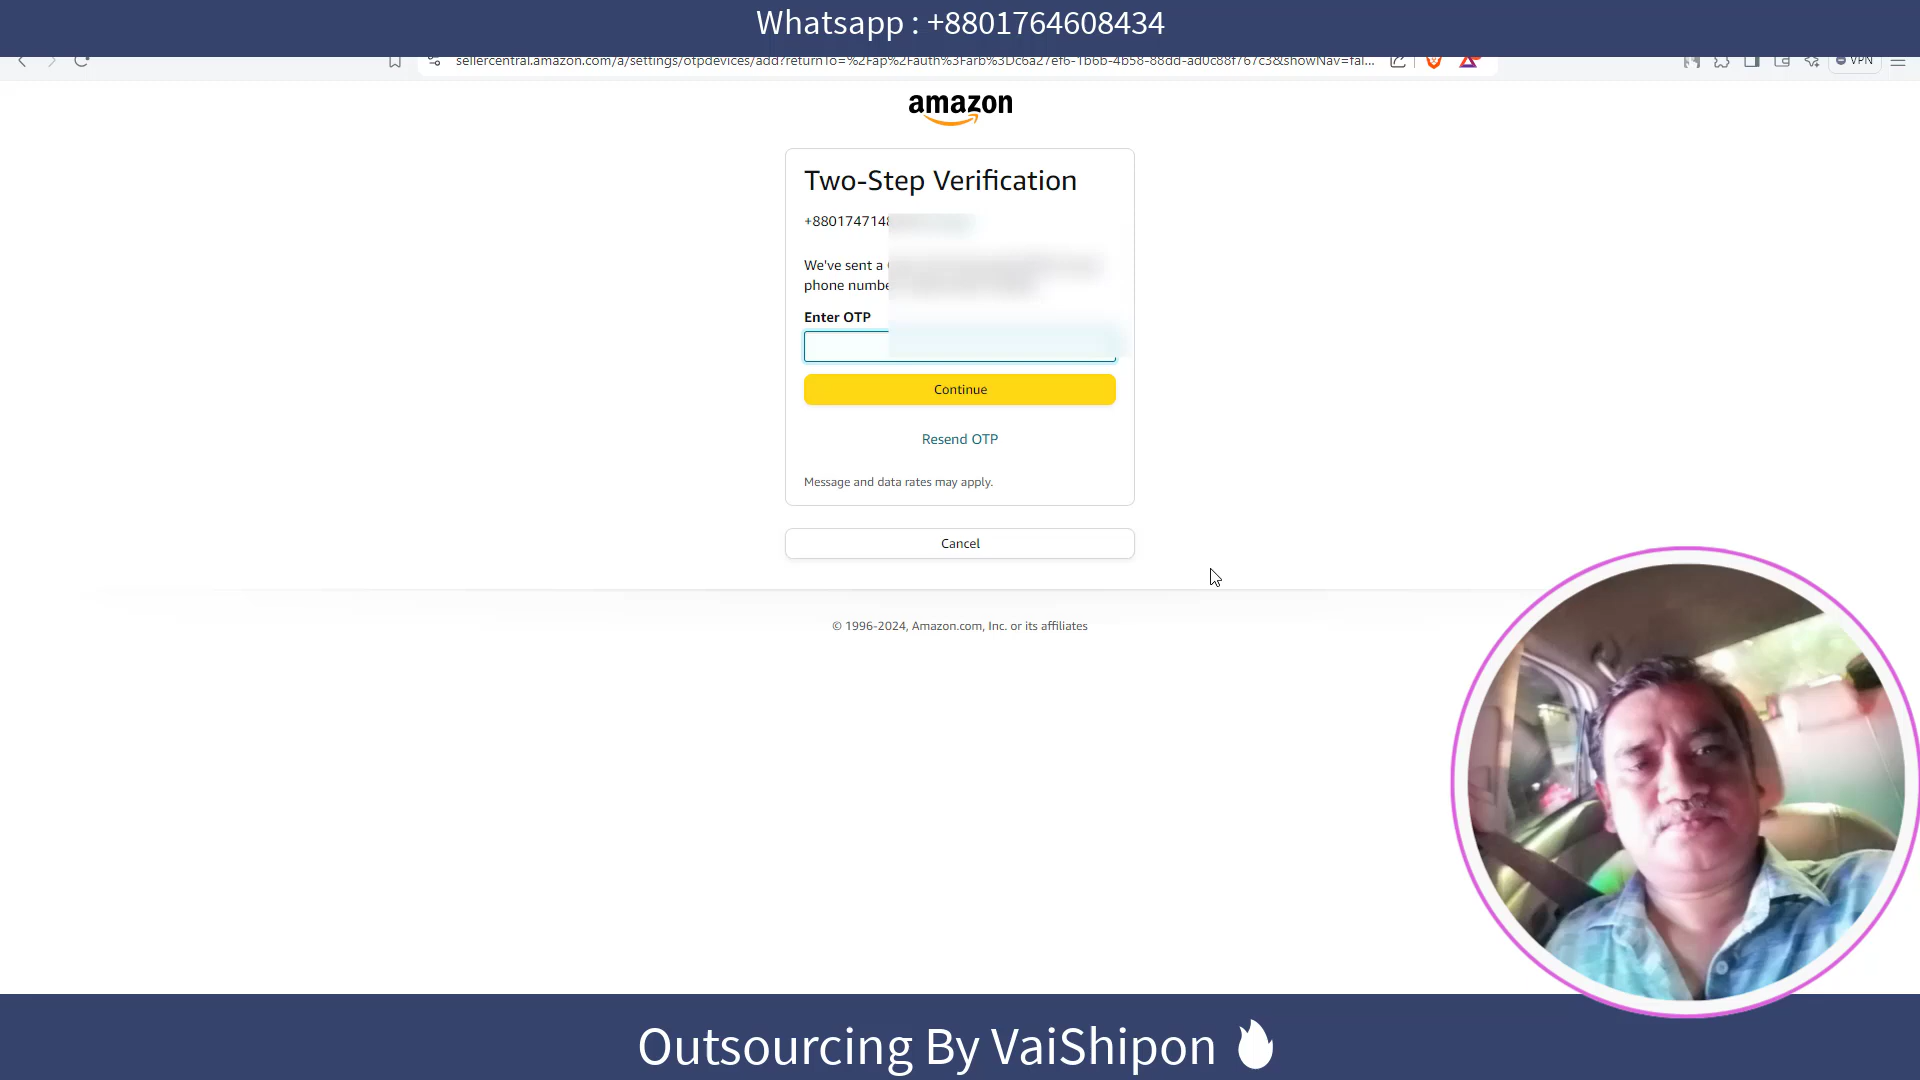 Whatsapp : +8801764608434
sellercentral.amazon.com/a/settings/otpdevices/add?returnTo=%2Fap%2Fauth%3Farb%3Dc6a27ef6-1b6b-4b58-88dd-ad0c88f767c3&showNav=fal...
VPN
amazon
Two-Step Verification
+880174714
We've sent a
phone numbe
Enter OTP
Continue
Resend OTP
Message and data rates may apply.
Cancel
© 1996-2024, Amazon.com, Inc. or its affiliates
Outsourcing By VaiShipon